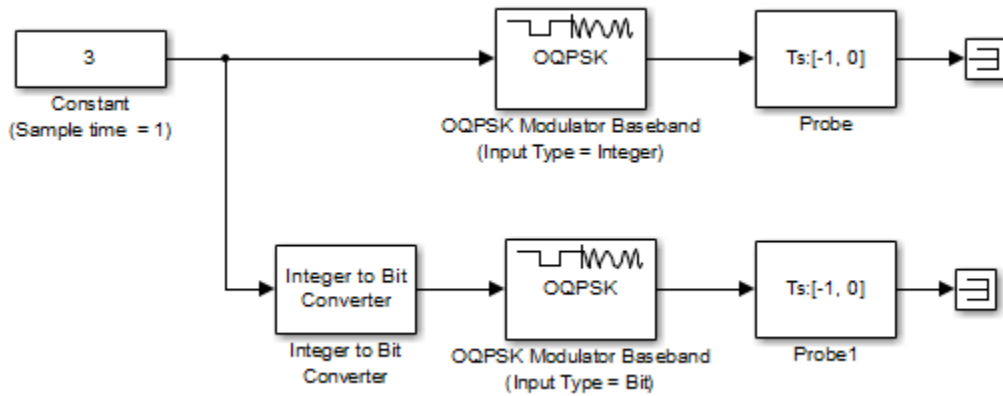 3
Constant
(Sample time = 1)
OQPSK
OQPSK Modulator Baseband
(Input Type = Integer)
Ts:[-1, 0]
Probe
Integer to Bit
Converter
Integer to Bit
Converter
OQPSK
OQPSK Modulator Baseband
(Input Type = Bit)
Ts:[-1, 0]
Probe1